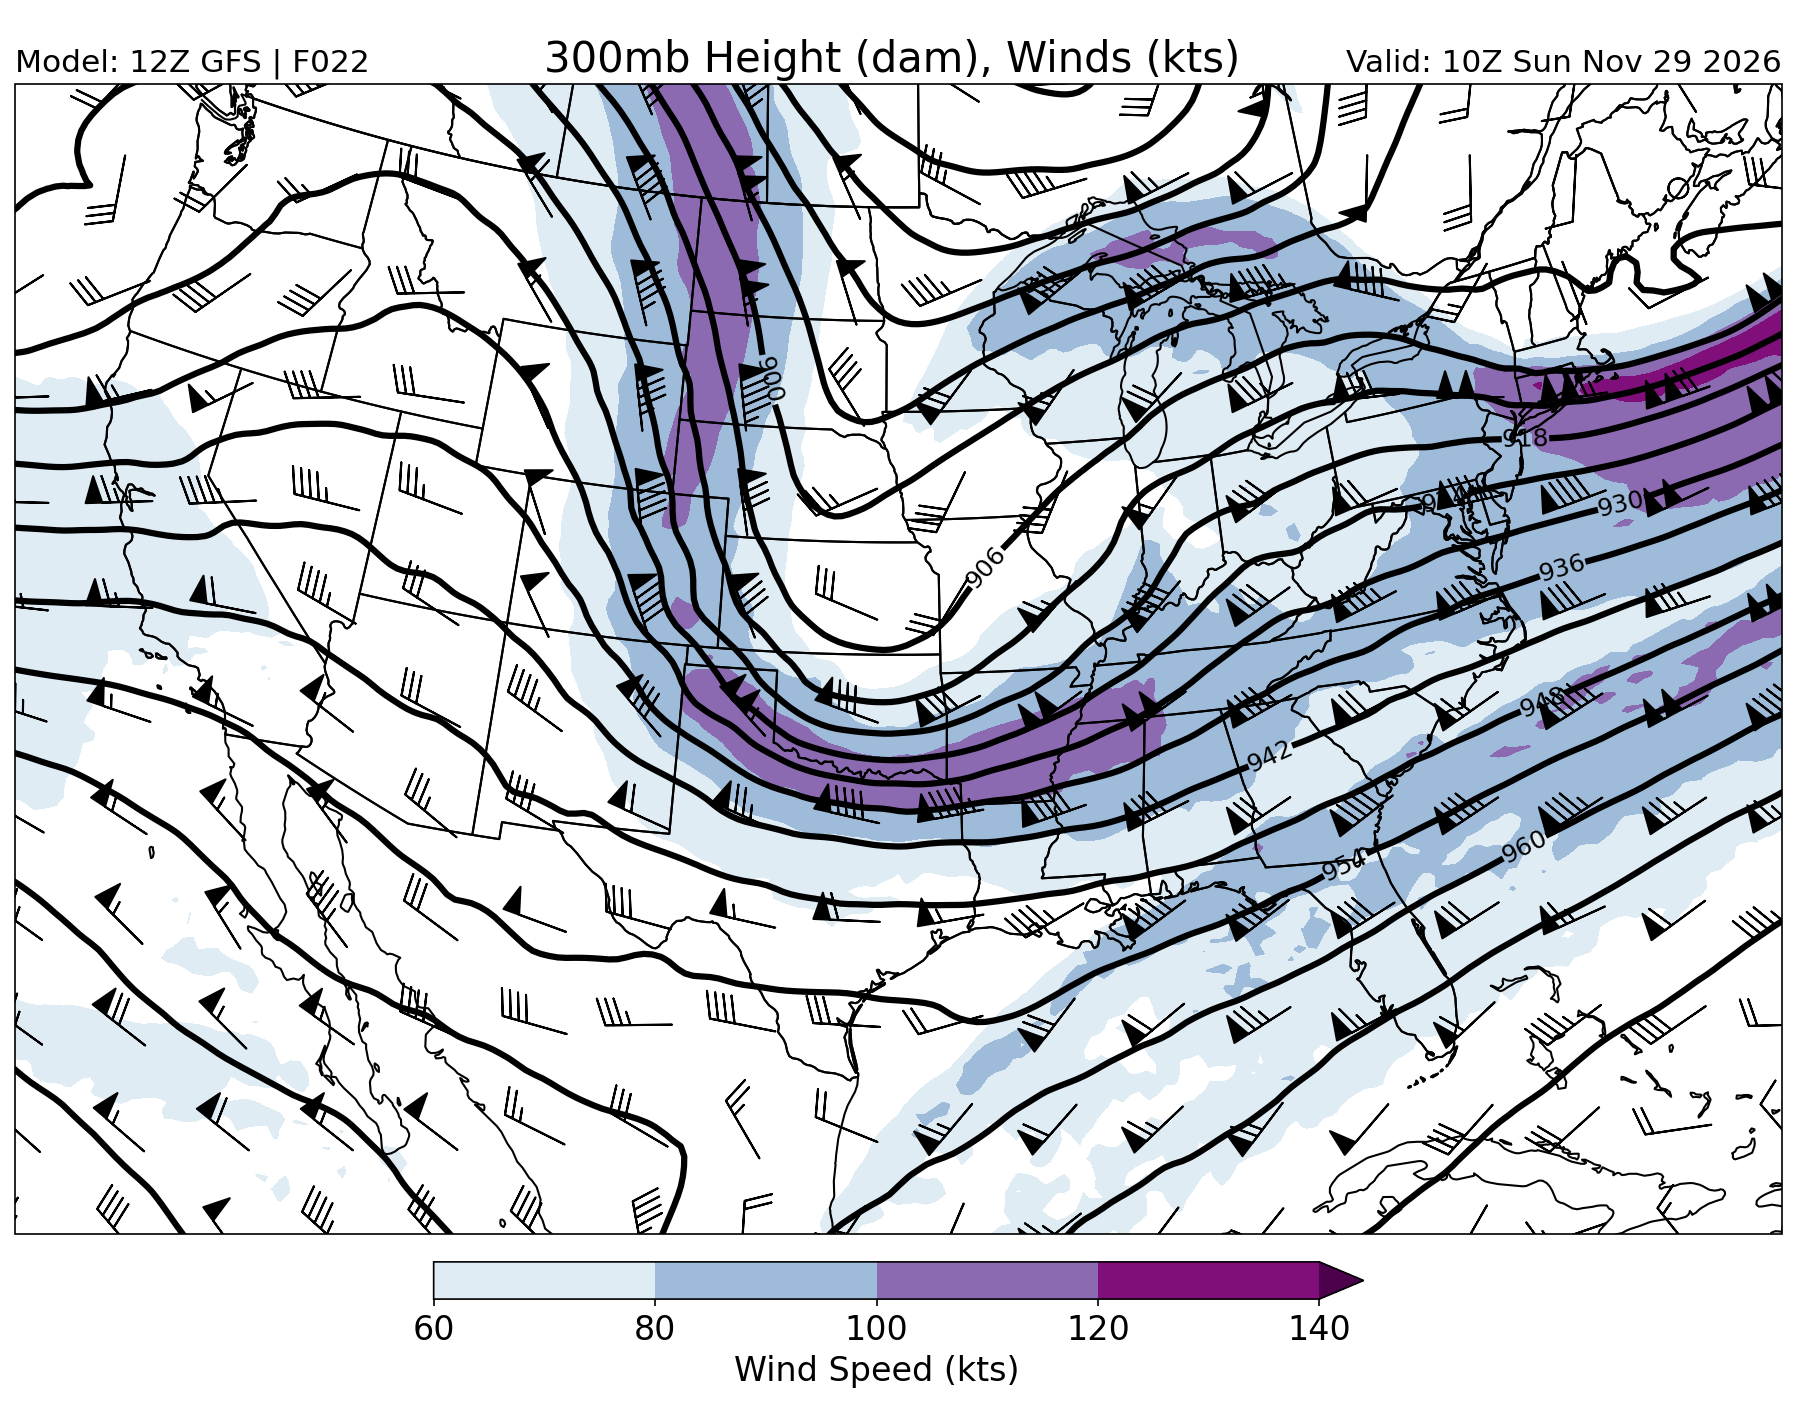 Model: 12Z GFS | F022
300mb Height (dam), Winds (kts)
Valid: 10Z Sun Nov 29 2026
900
918
930
906
936
948
942
954
960
60 80 100 120 140
Wind Speed (kts)